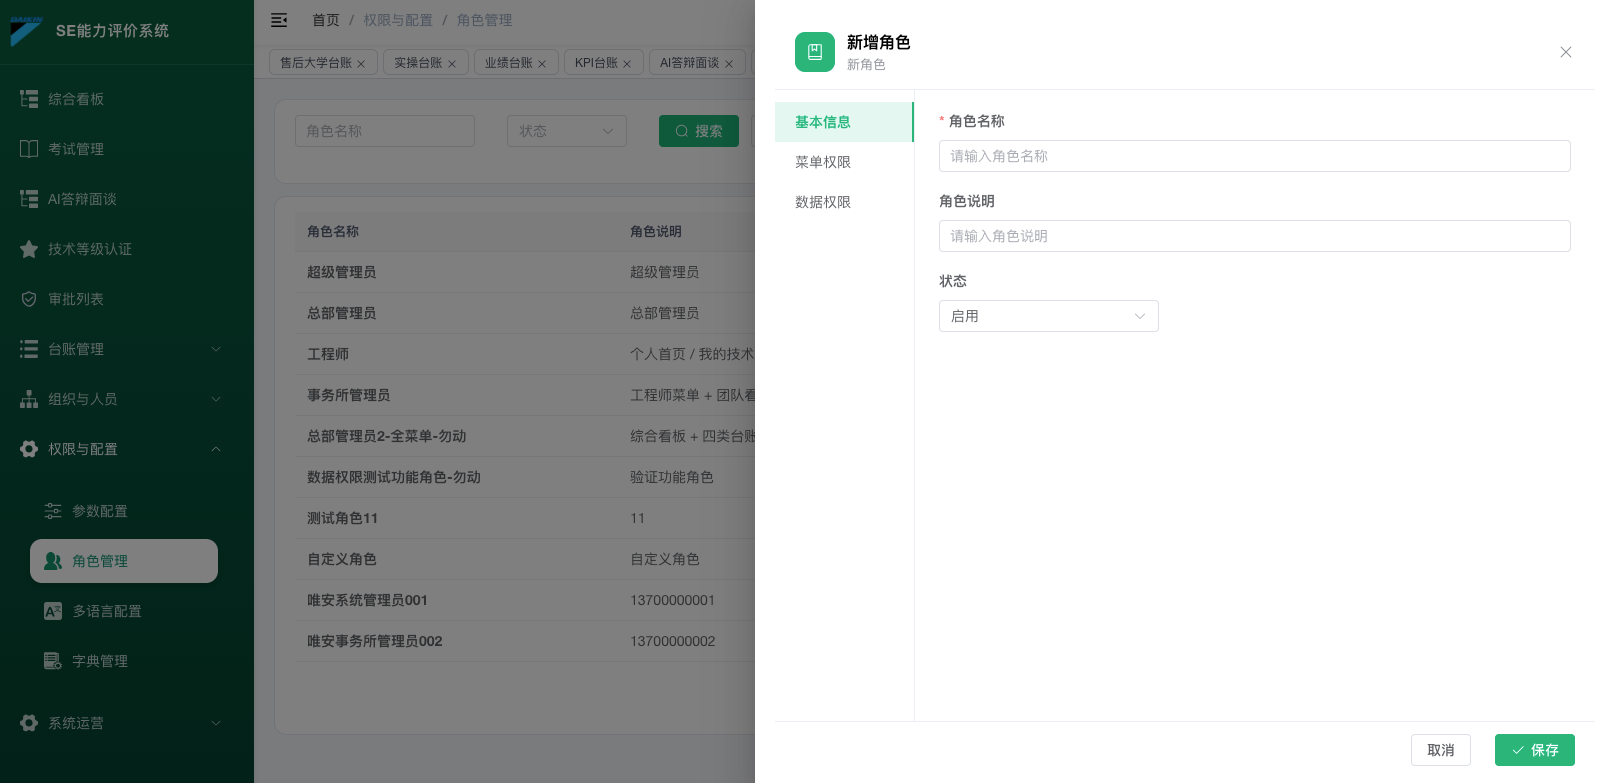 SE能力评价系统
综合看板
考试管理
AI答辩面谈
技术等级认证
审批列表
台账管理
组织与人员
权限与配置
参数配置
角色管理
多语言配置
字典管理
系统运营
首页 / 权限与配置 / 角色管理
售后大学台账 实操台账 业绩台账 KPI台账 AI答辩面谈
角色名称 状态 搜索
角色名称 角色说明
超级管理员 超级管理员
总部管理员 总部管理员
工程师 个人首页 / 我的技术
事务所管理员 工程师菜单 + 团队看
总部管理员2-全菜单-勿动 综合看板 + 四类台账
数据权限测试功能角色-勿动 验证功能角色
测试角色11 11
自定义角色 自定义角色
唯安系统管理员001 13700000001
唯安事务所管理员002 13700000002
新增角色
新角色
基本信息
菜单权限
数据权限
* 角色名称
请输入角色名称
角色说明
请输入角色说明
状态
启用
取消 保存